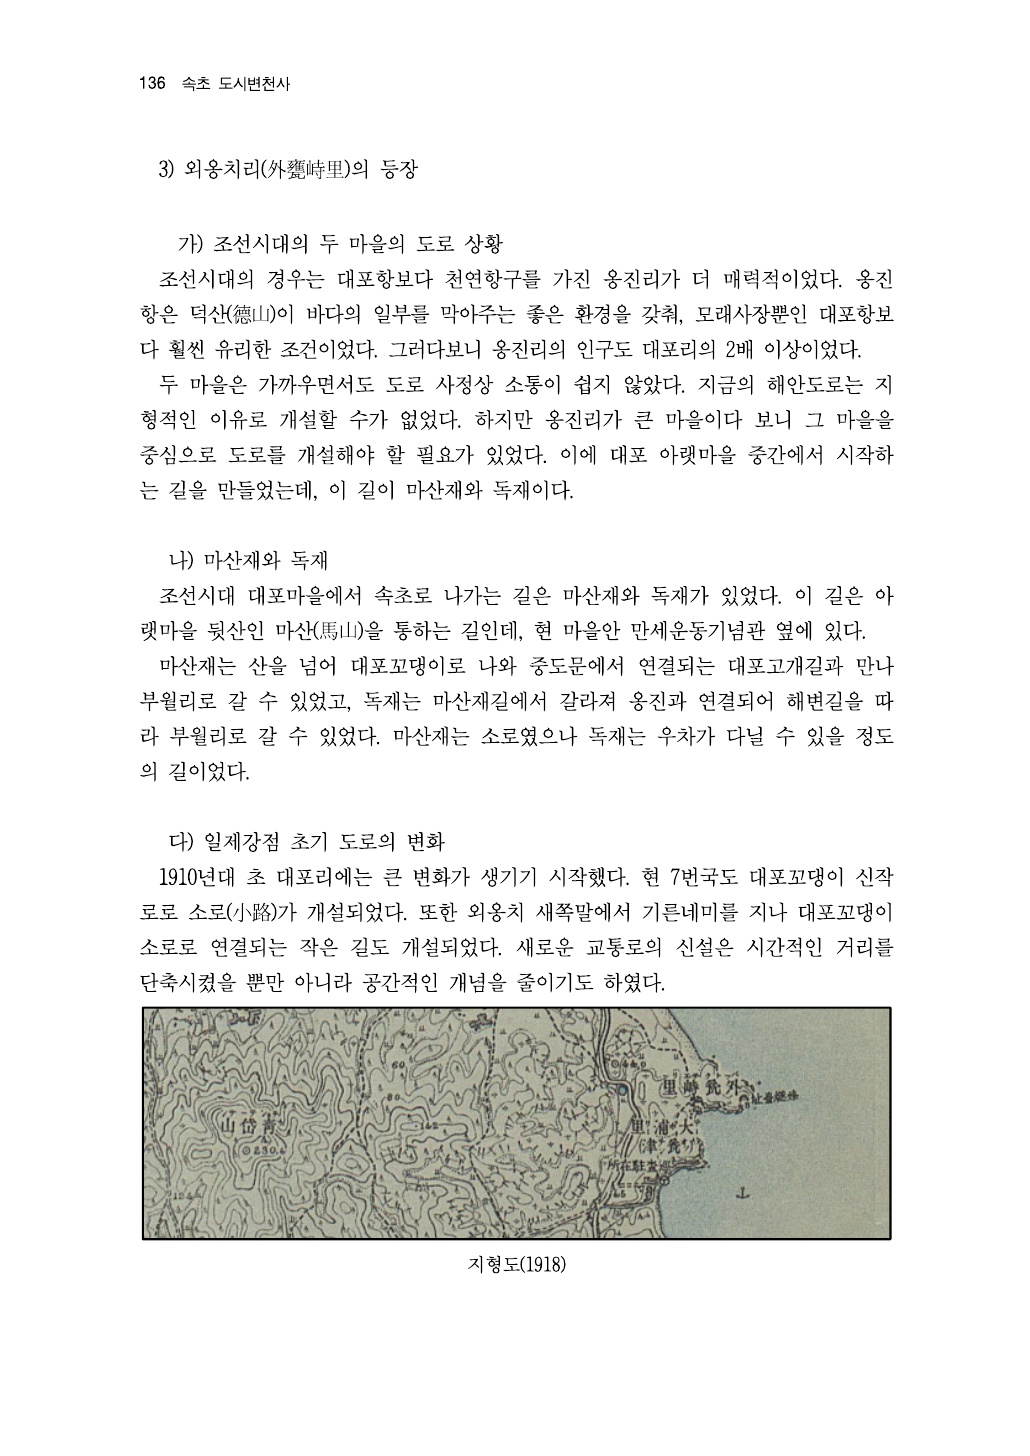 136 속초 도시변천사
3) 외옹치리(外甕峙里)의 등장
가) 조선시대의 두 마을의 도로 상황
조선시대의 경우는 대포항보다 천연항구를 가진 옹진리가 더 매력적이었다. 옹진
항은 덕산(德山)이 바다의 일부를 막아주는 좋은 환경을 갖춰, 모래사장뿐인 대포항보
다 훨씬 유리한 조건이었다. 그러다보니 옹진리의 인구도 대포리의 2배 이상이었다.
두 마을은 가까우면서도 도로 사정상 소통이 쉽지 않았다. 지금의 해안도로는 지
형적인 이유로 개설할 수가 없었다. 하지만 옹진리가 큰 마을이다 보니 그 마을을
중심으로 도로를 개설해야 할 필요가 있었다. 이에 대포 아랫마을 중간에서 시작하
는 길을 만들었는데, 이 길이 마산재와 독재이다.
나) 마산재와 독재
조선시대 대포마을에서 속초로 나가는 길은 마산재와 독재가 있었다. 이 길은 아
랫마을 뒷산인 마산(馬山)을 통하는 길인데, 현 마을안 만세운동기념관 옆에 있다.
마산재는 산을 넘어 대포꼬댕이로 나와 중도문에서 연결되는 대포고개길과 만나
부월리로 갈 수 있었고, 독재는 마산재길에서 갈라져 옹진과 연결되어 해변길을 따
라 부월리로 갈 수 있었다. 마산재는 소로였으나 독재는 우차가 다닐 수 있을 정도
의 길이었다.
다) 일제강점 초기 도로의 변화
1910년대 초 대포리에는 큰 변화가 생기기 시작했다. 현 7번국도 대포꼬댕이 신작
로로 소로(小路)가 개설되었다. 또한 외옹치 새쪽말에서 기른네미를 지나 대포꼬댕이
소로로 연결되는 작은 길도 개설되었다. 새로운 교통로의 신설은 시간적인 거리를
단축시켰을 뿐만 아니라 공간적인 개념을 줄이기도 하였다.
里峙瓮外
山岱青
230.4
里浦大
(津瓮)
所在駐査巡
지형도(1918)